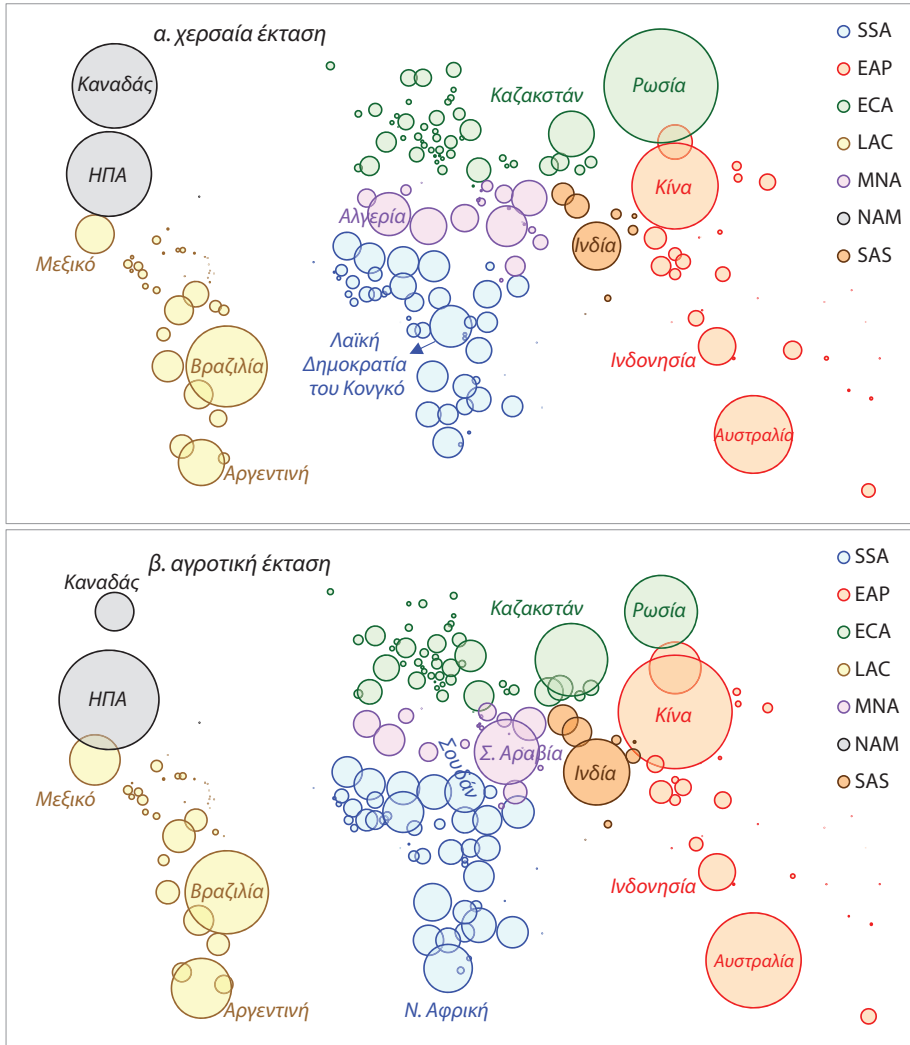 α. χερσαία έκταση
Καναδάς
ΗΠΑ
Μεξικό
Βραζιλία
Αργεντινή
Αλγερία
Λαϊκή
Δημοκρατία
του Κονγκό
Καζακστάν
Ρωσία
Κίνα
Ινδία
Ινδονησία
Αυστραλία
SSA
EAP
ECA
LAC
MNA
NAM
SAS
β. αγροτική έκταση
Καναδάς
ΗΠΑ
Μεξικό
Βραζιλία
Αργεντινή
Σουδάν
Σ. Αραβία
Ν. Αφρική
Καζακστάν
Ρωσία
Κίνα
Ινδία
Ινδονησία
Αυστραλία
SSA
EAP
ECA
LAC
MNA
NAM
SAS